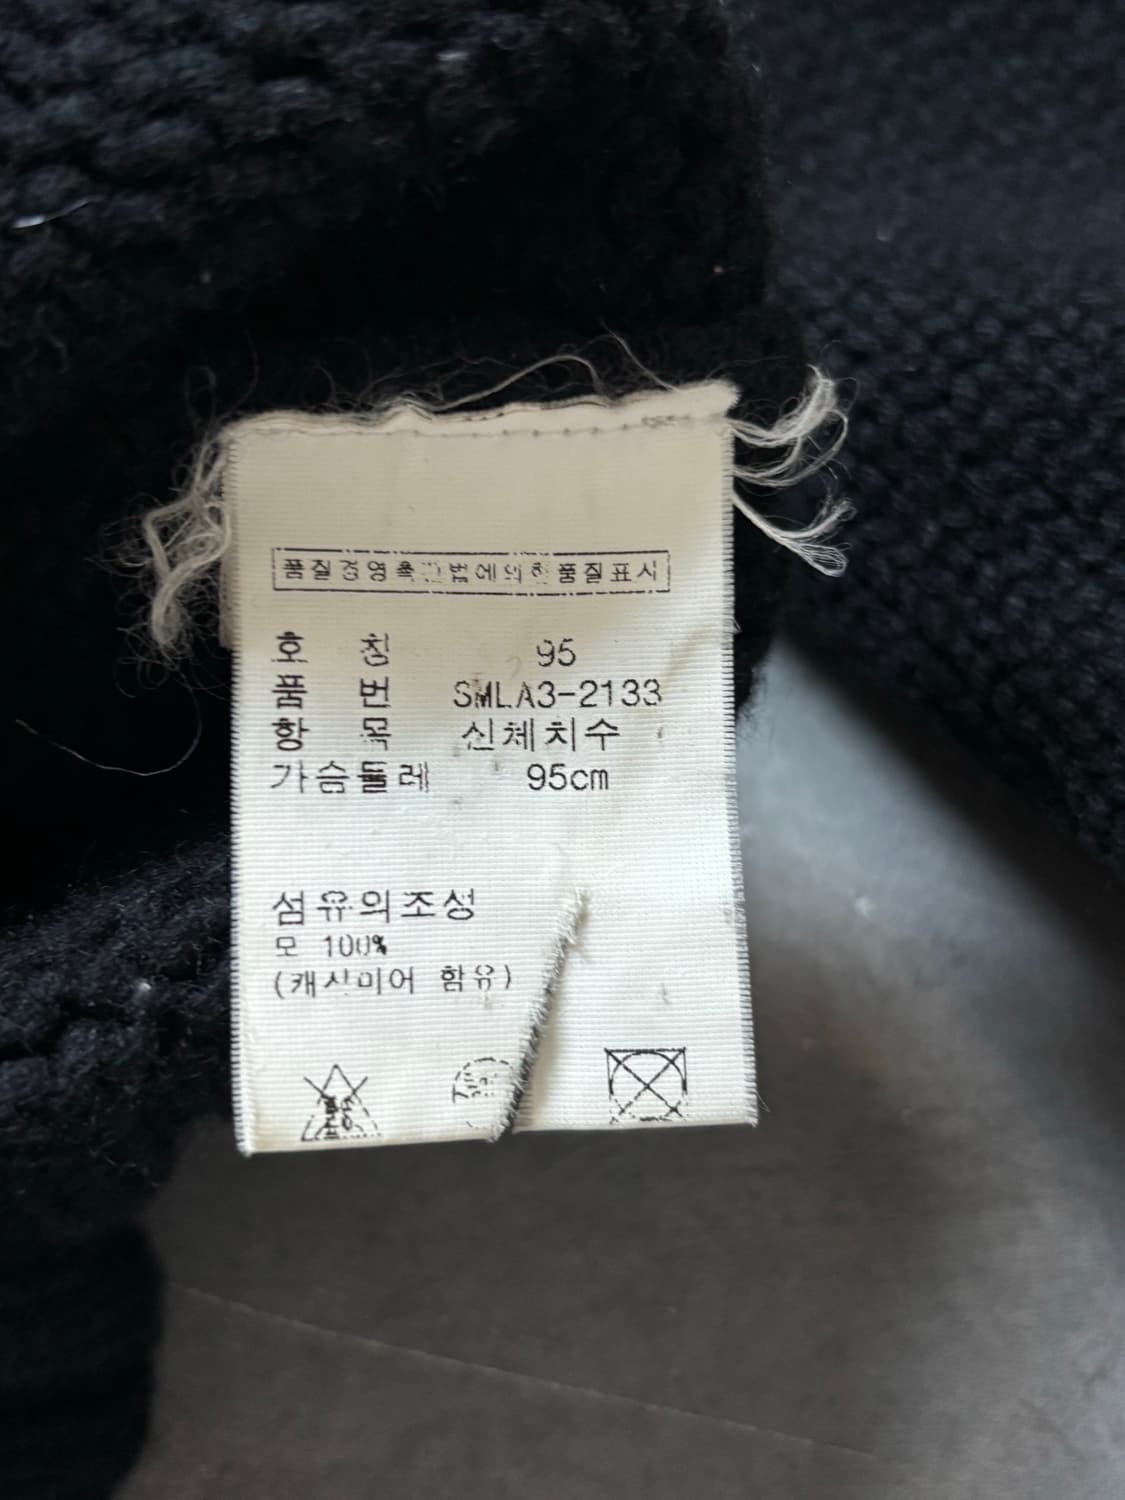 품질경영촉진법에의한품질표시
호 칭 95
품 번 SMLA3-2133
항 목 신체치수
가슴둘레 95cm
섬유의조성
모 100%
(캐시미어 함유)